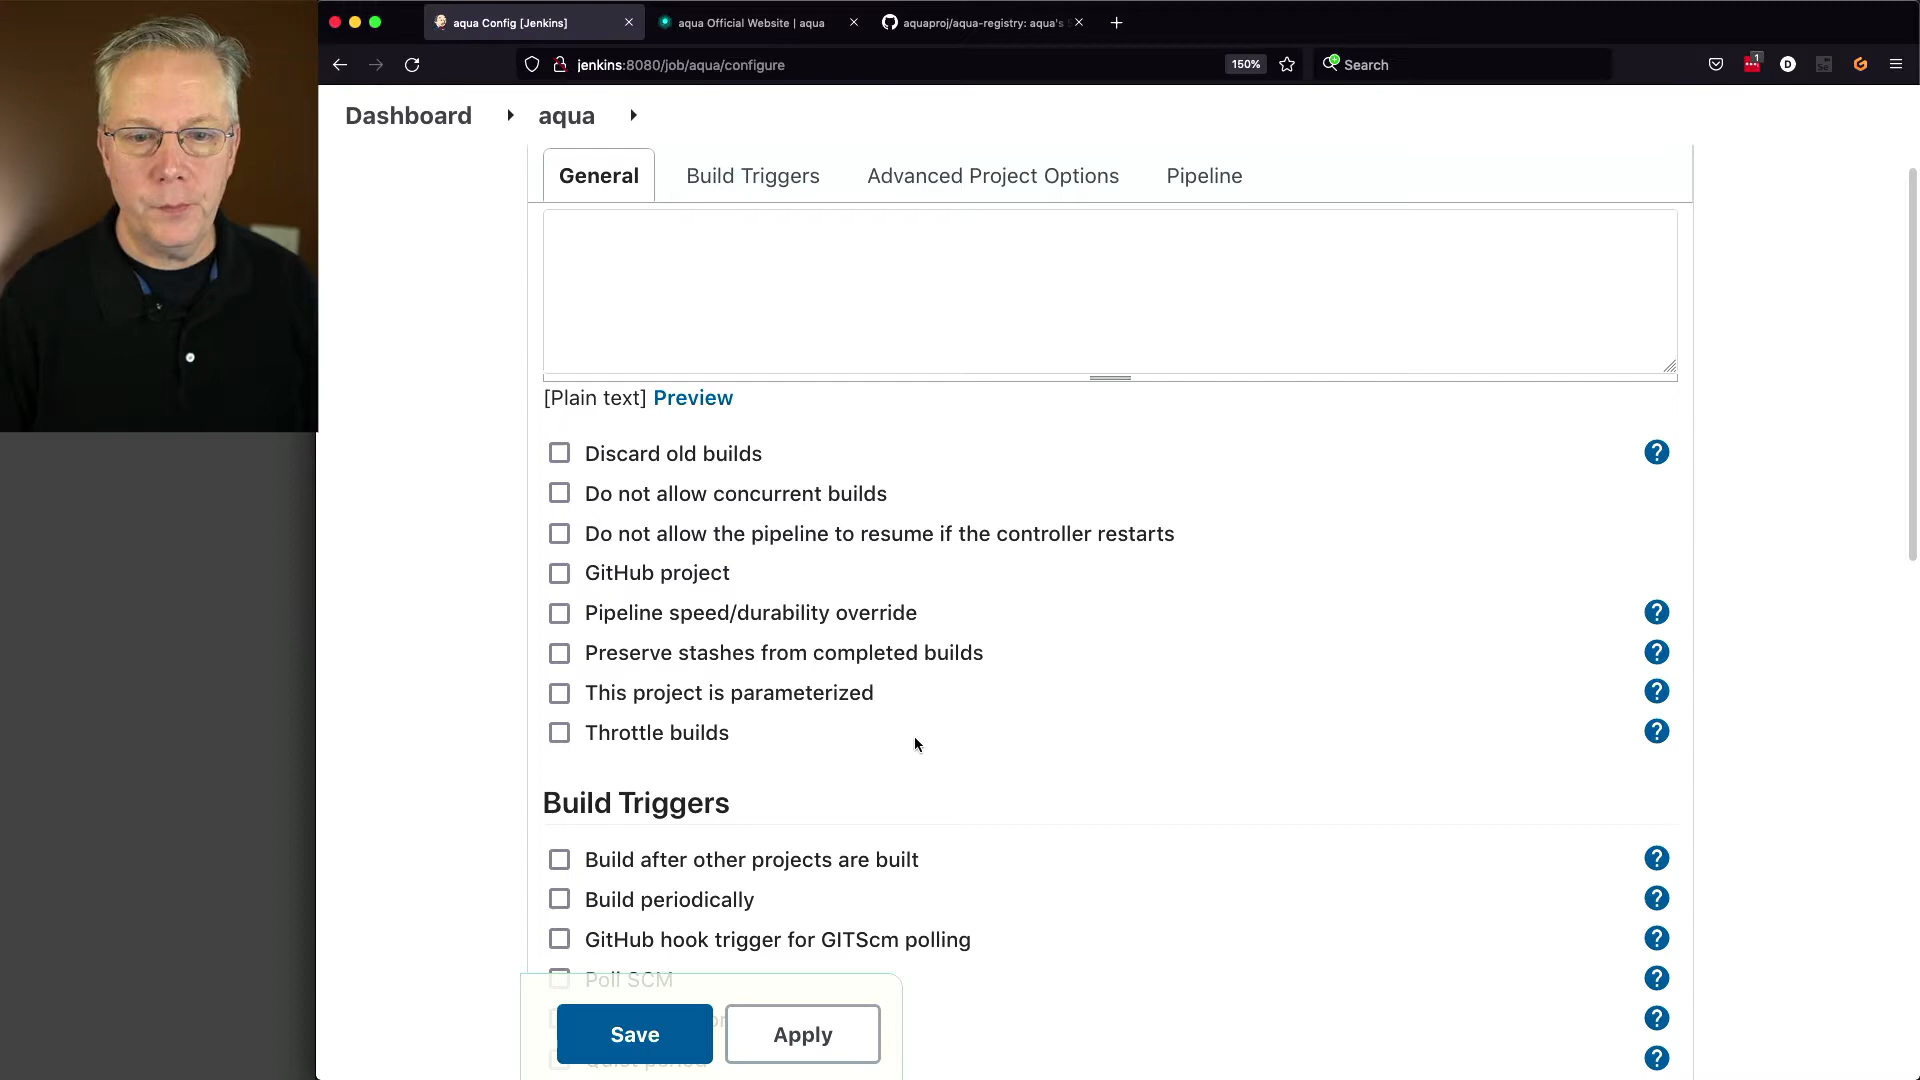 aqua Config [Jenkins]
aqua Official Website | aqua
aquaproj/aqua-registry: aqua's
jenkins:8080/job/aqua/configure
150%
Search
1
Dashboard
aqua
General
Build Triggers
Advanced Project Options
Pipeline
[Plain text] Preview
Discard old builds
?
Do not allow concurrent builds
Do not allow the pipeline to resume if the controller restarts
GitHub project
Pipeline speed/durability override
?
Preserve stashes from completed builds
?
This project is parameterized
?
Throttle builds
?
Build Triggers
Build after other projects are built
?
Build periodically
?
GitHub hook trigger for GITScm polling
?
Poll SCM
?
Save
Apply
?
Quiet period
?